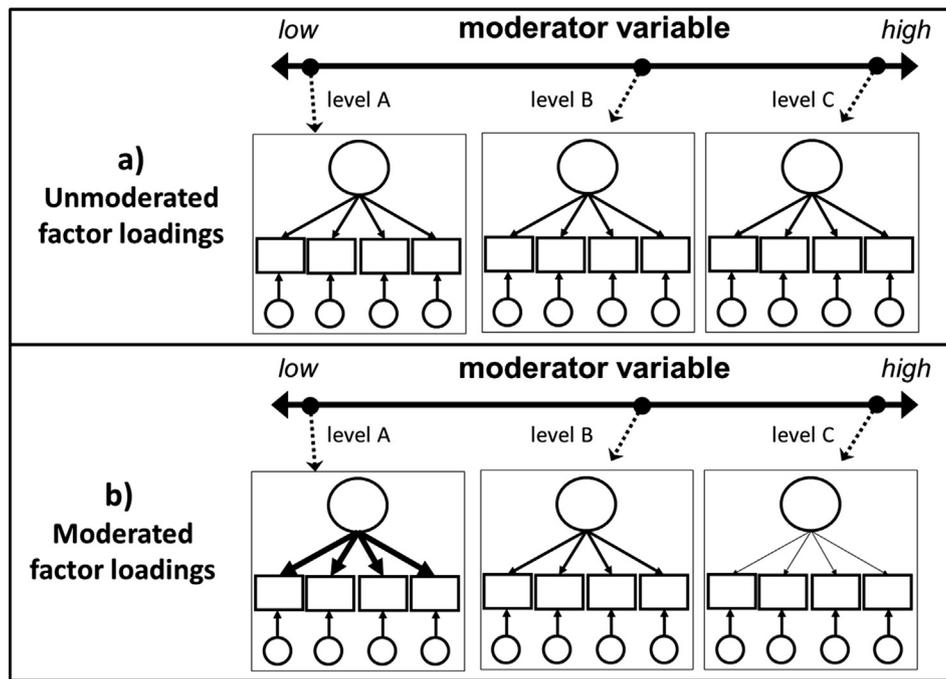 low moderator variable high
level A level B level C
a)
Unmoderated
factor loadings
low moderator variable high
level A level B level C
b)
Moderated
factor loadings